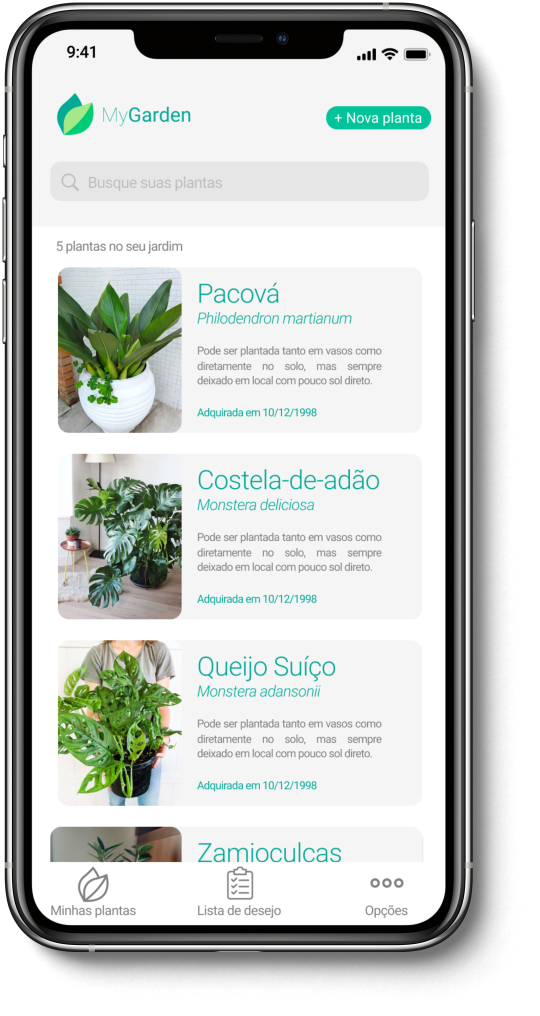 9:41
MyGarden
+ Nova planta
Busque suas plantas
5 plantas no seu jardim
Pacová
Philodendron martianum
Pode ser plantada tanto em vasos como
diretamente no solo, mas sempre
deixado em local com pouco sol direto.
Adquirada em 10/12/1998
Costela-de-adão
Monstera deliciosa
Pode ser plantada tanto em vasos como
diretamente no solo, mas sempre
deixado em local com pouco sol direto.
Adquirada em 10/12/1998
Queijo Suíço
Monstera adansonii
Pode ser plantada tanto em vasos como
diretamente no solo, mas sempre
deixado em local com pouco sol direto.
Adquirada em 10/12/1998
Zamioculcas
Minhas plantas
Lista de desejo
Opções